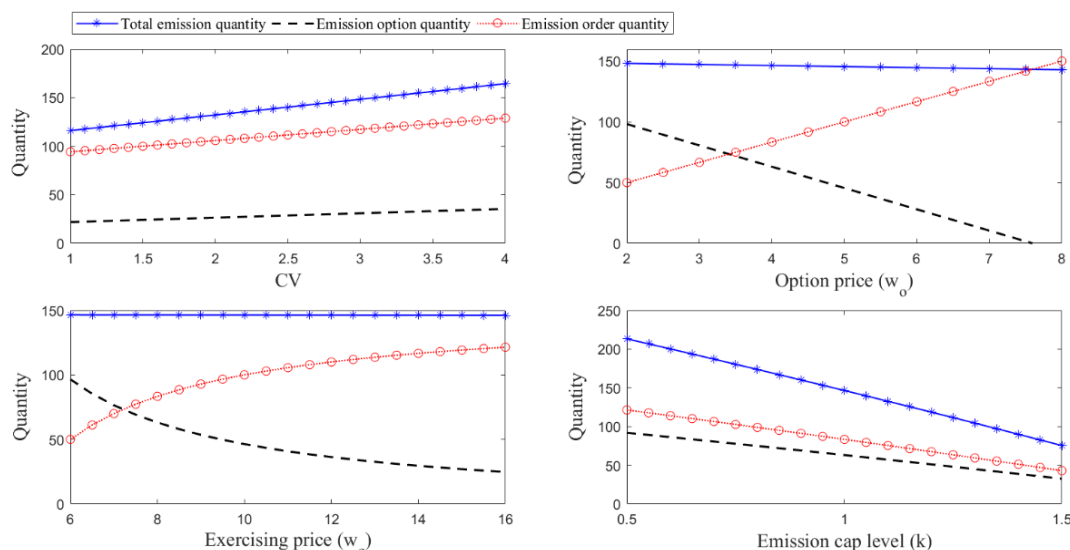 Total emission quantity Emission option quantity Emission order quantity
200
150
100
50
0
Quantity
1 1.5 2 2.5 3 3.5 4
CV
150
100
50
0
Quantity
2 3 4 5 6 7 8
Option price (w_o)
150
100
50
0
Quantity
6 8 10 12 14 16
Exercising price (w
250
200
150
100
50
0
Quantity
0.5 1 1.5
Emission cap level (k)